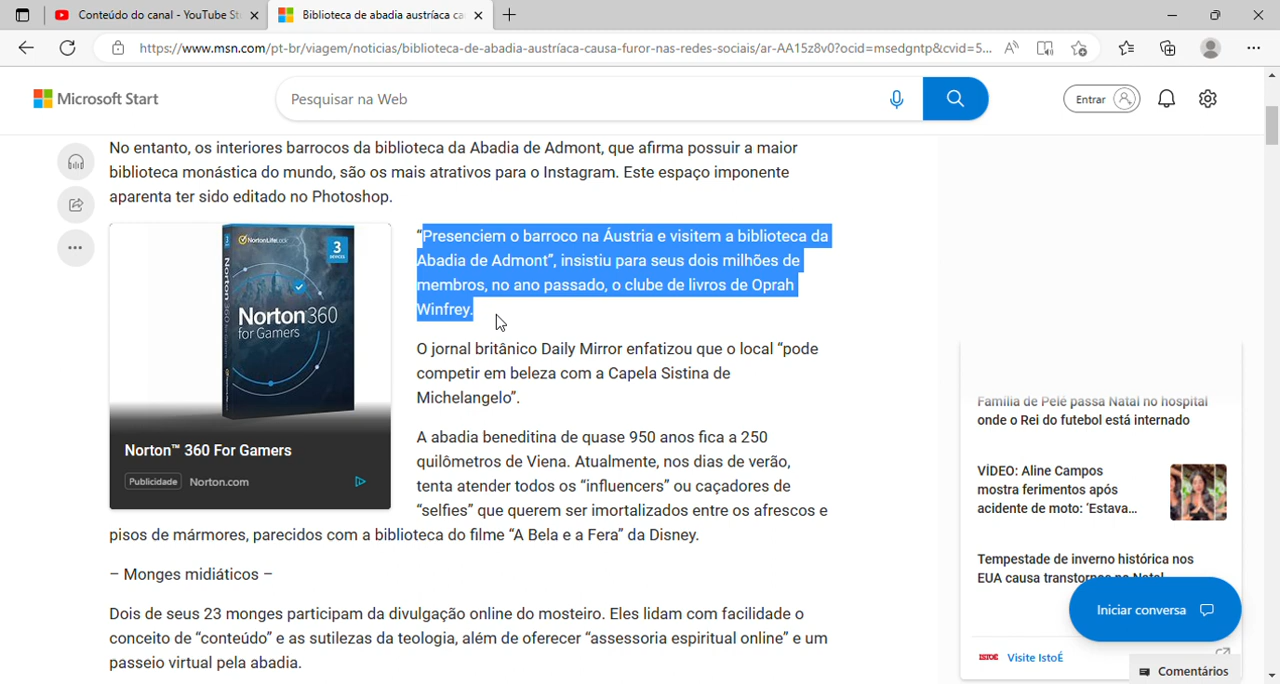 Conteúdo do canal - YouTube St
Biblioteca de abadia austríaca ca
https://www.msn.com/pt-br/viagem/noticias/biblioteca-de-abadia-austríaca-causa-furor-nas-redes-sociais/ar-AA15z8v0?ocid=msedgntp&cvid=5...
Microsoft Start
Pesquisar na Web
Entrar
No entanto, os interiores barrocos da biblioteca da Abadia de Admont, que afirma possuir a maior
biblioteca monástica do mundo, são os mais atrativos para o Instagram. Este espaço imponente
aparenta ter sido editado no Photoshop.
NortonLifeLock
3
DEVICES
Norton 360 for Gamers
Norton360
for Gamers
Norton™ 360 For Gamers
Publicidade Norton.com
“Presenciem o barroco na Áustria e visitem a biblioteca da
Abadia de Admont”, insistiu para seus dois milhões de
membros, no ano passado, o clube de livros de Oprah
Winfrey.
O jornal britânico Daily Mirror enfatizou que o local “pode
competir em beleza com a Capela Sistina de
Michelangelo”.
A abadia beneditina de quase 950 anos fica a 250
quilômetros de Viena. Atualmente, nos dias de verão,
tenta atender todos os “influencers” ou caçadores de
“selfies” que querem ser imortalizados entre os afrescos e
pisos de mármores, parecidos com a biblioteca do filme “A Bela e a Fera” da Disney.
– Monges midiáticos –
Dois de seus 23 monges participam da divulgação online do mosteiro. Eles lidam com facilidade o
conceito de “conteúdo” e as sutilezas da teologia, além de oferecer “assessoria espiritual online” e um
passeio virtual pela abadia.
Família de Pelé passa Natal no hospital
onde o Rei do futebol está internado
VÍDEO: Aline Campos
mostra ferimentos após
acidente de moto: ‘Estava...
Tempestade de inverno histórica nos
EUA causa transtornos no Natal
Iniciar conversa
ISTOÉ Visite IstoÉ
Comentários